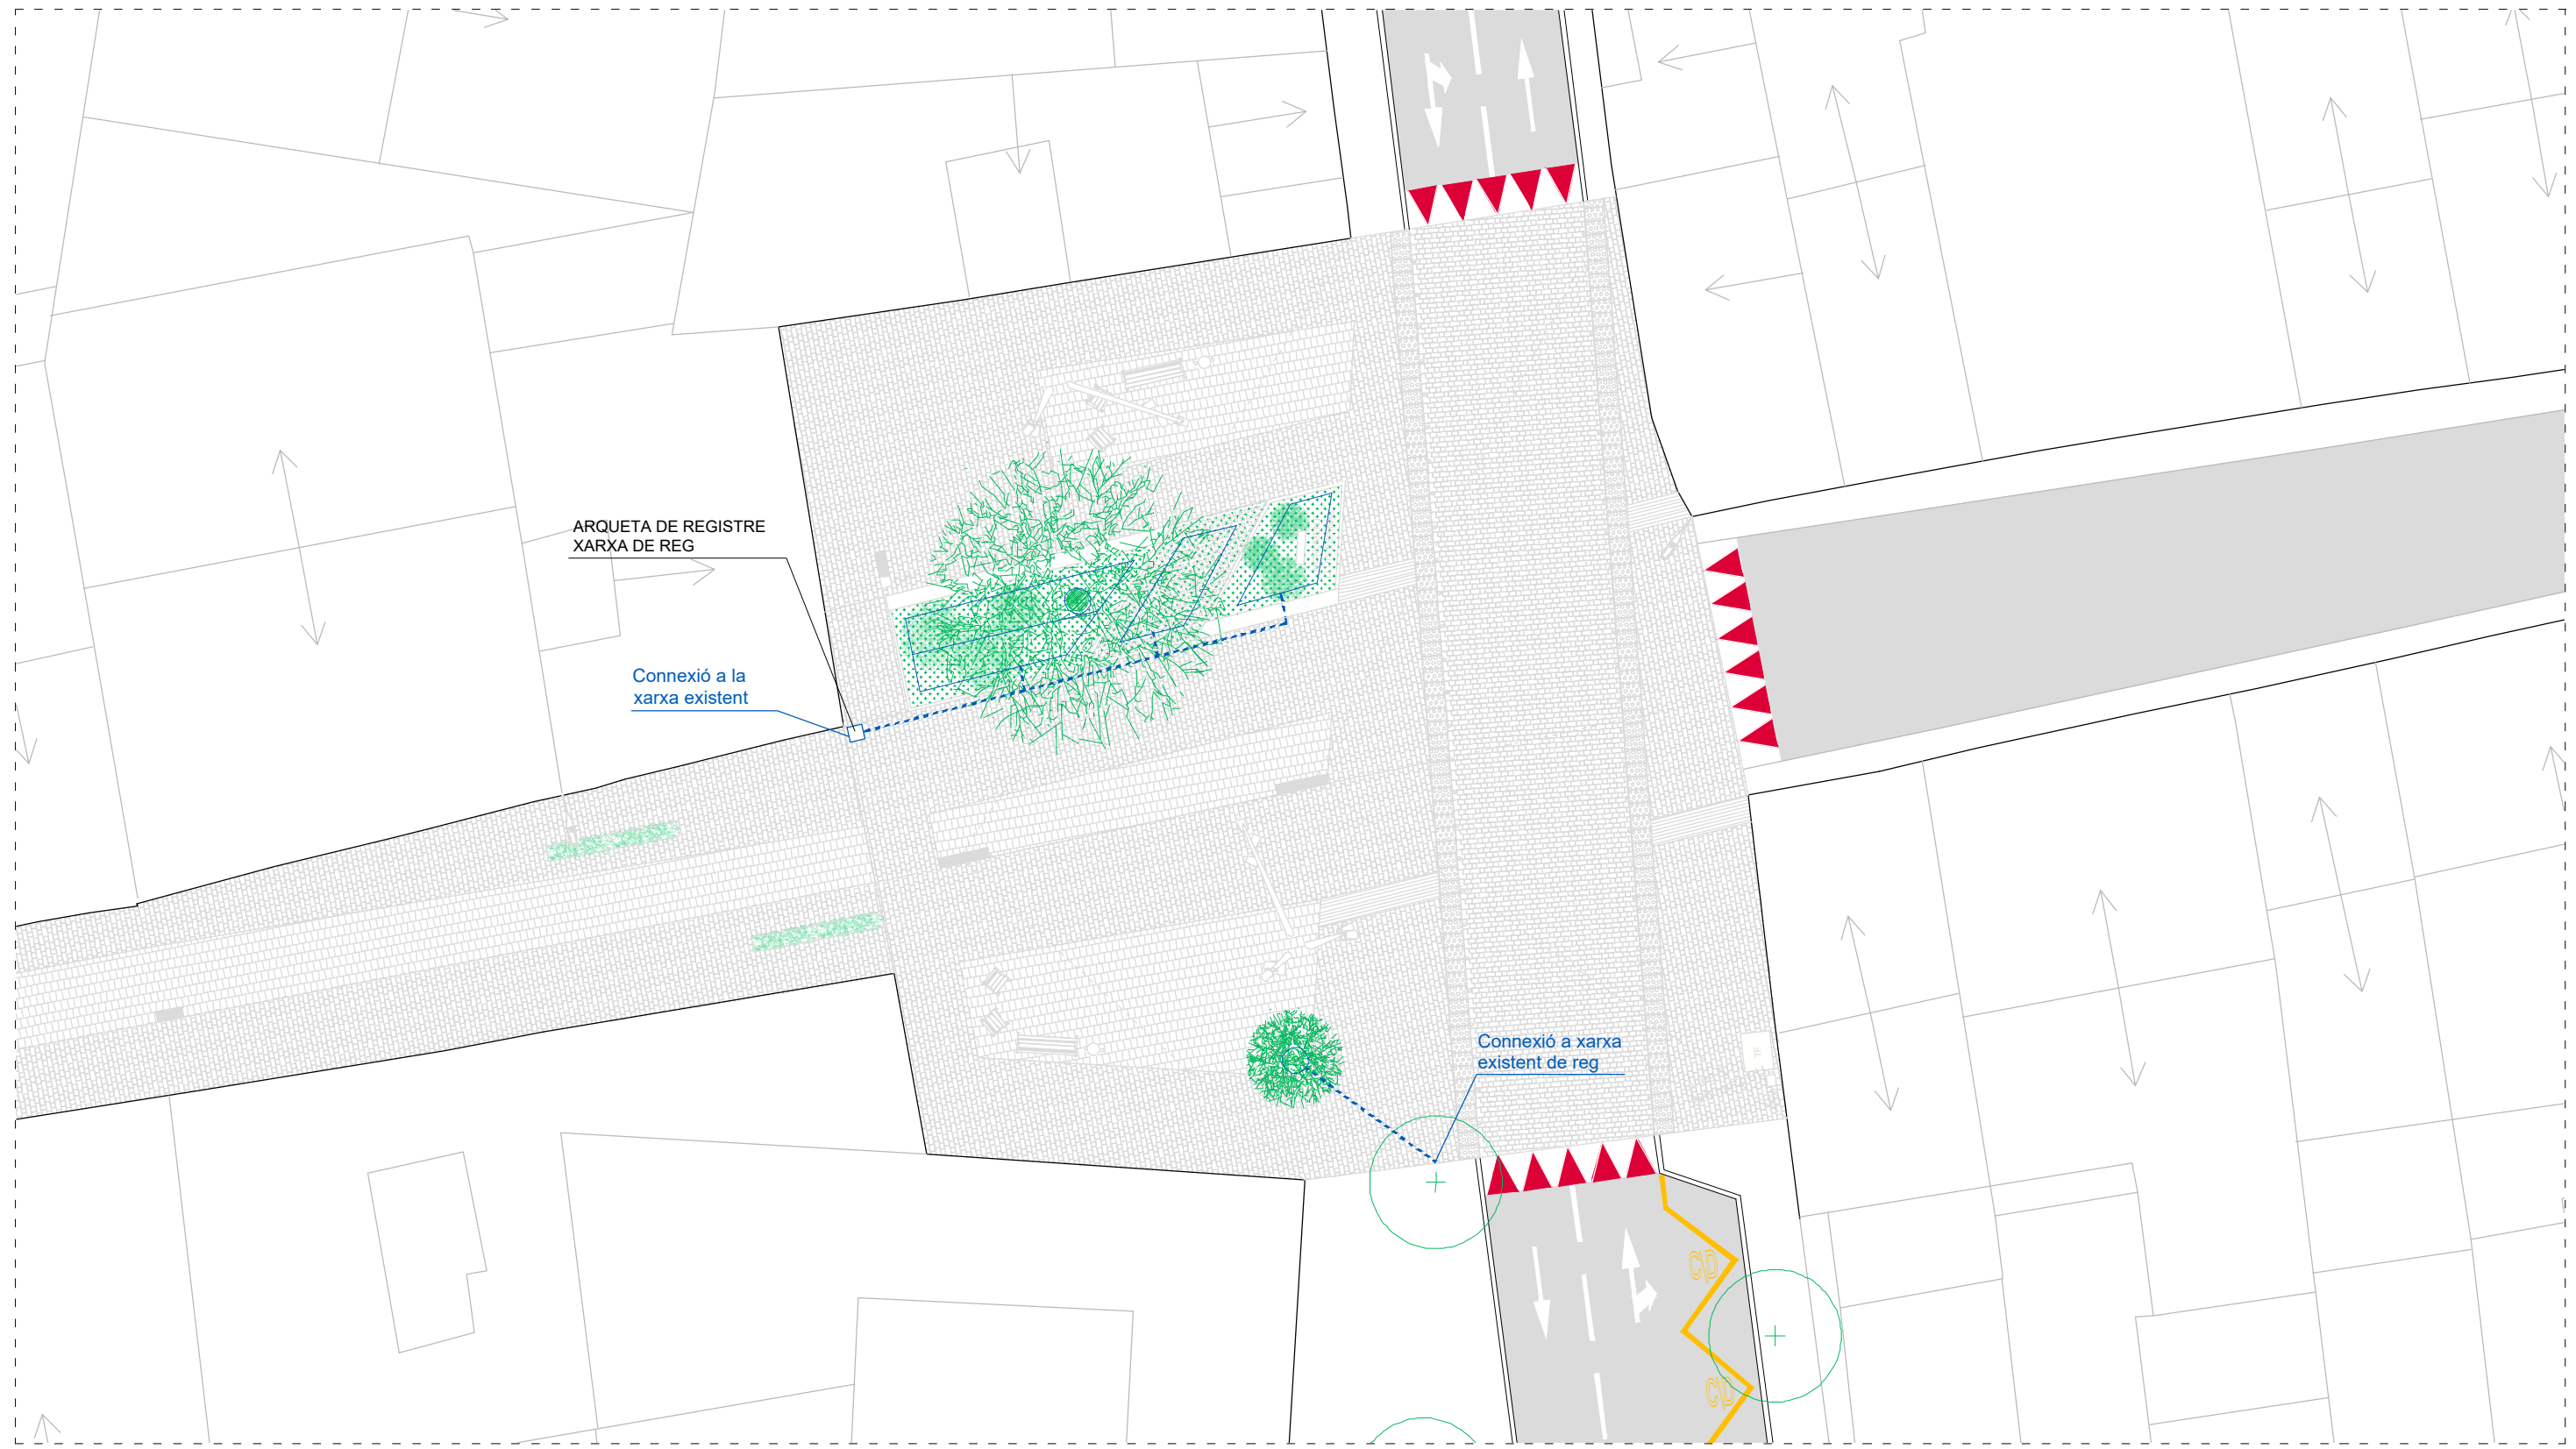 ARQUETA DE REGISTRE
XARXA DE REG
Connexió a la
xarxa existent
Connexió a xarxa
existent de reg
C\D
C\D